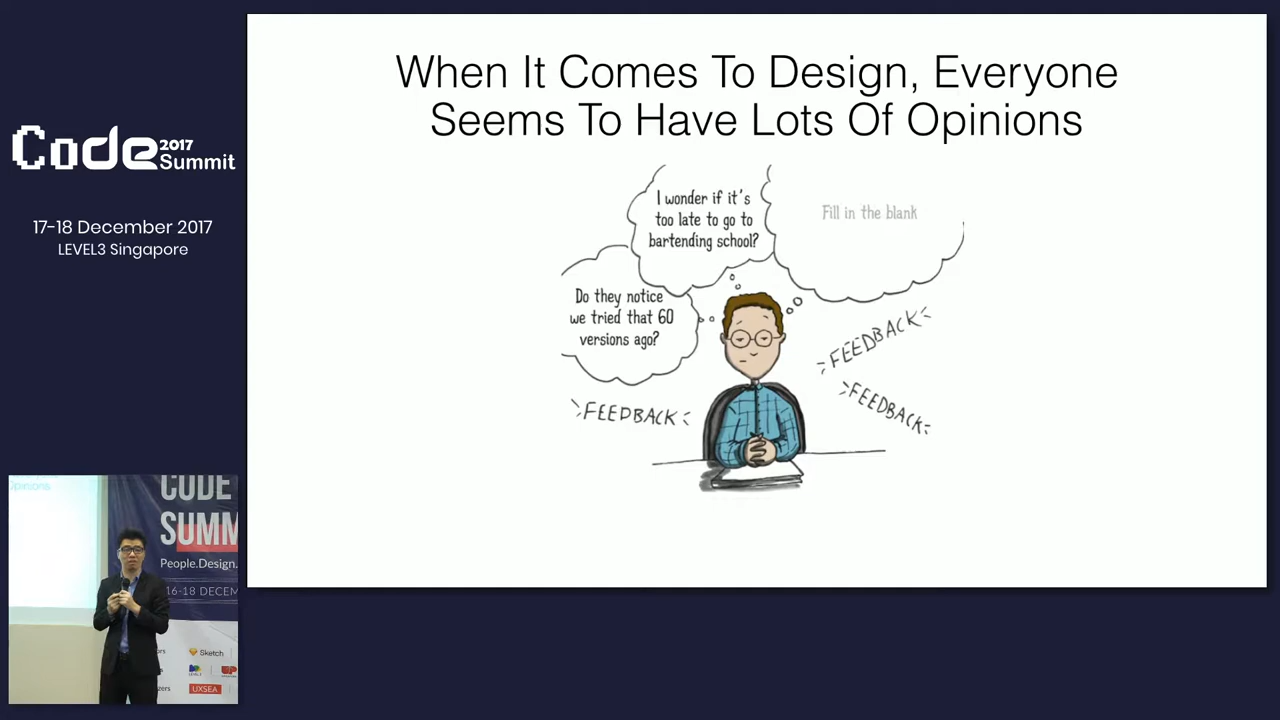 Code 2017 Summit
17-18 December 2017
LEVEL3 Singapore
When It Comes To Design, Everyone
Seems To Have Lots Of Opinions
I wonder if it's
too late to go to
bartending school?
Fill in the blank
Do they notice
we tried that 60
versions ago?
FEEDBACK
FEEDBACK
FEEDBACK
Opinions
CODE
SUMM
People.Design.
16-18 DECEM
Sketch
UXSEA